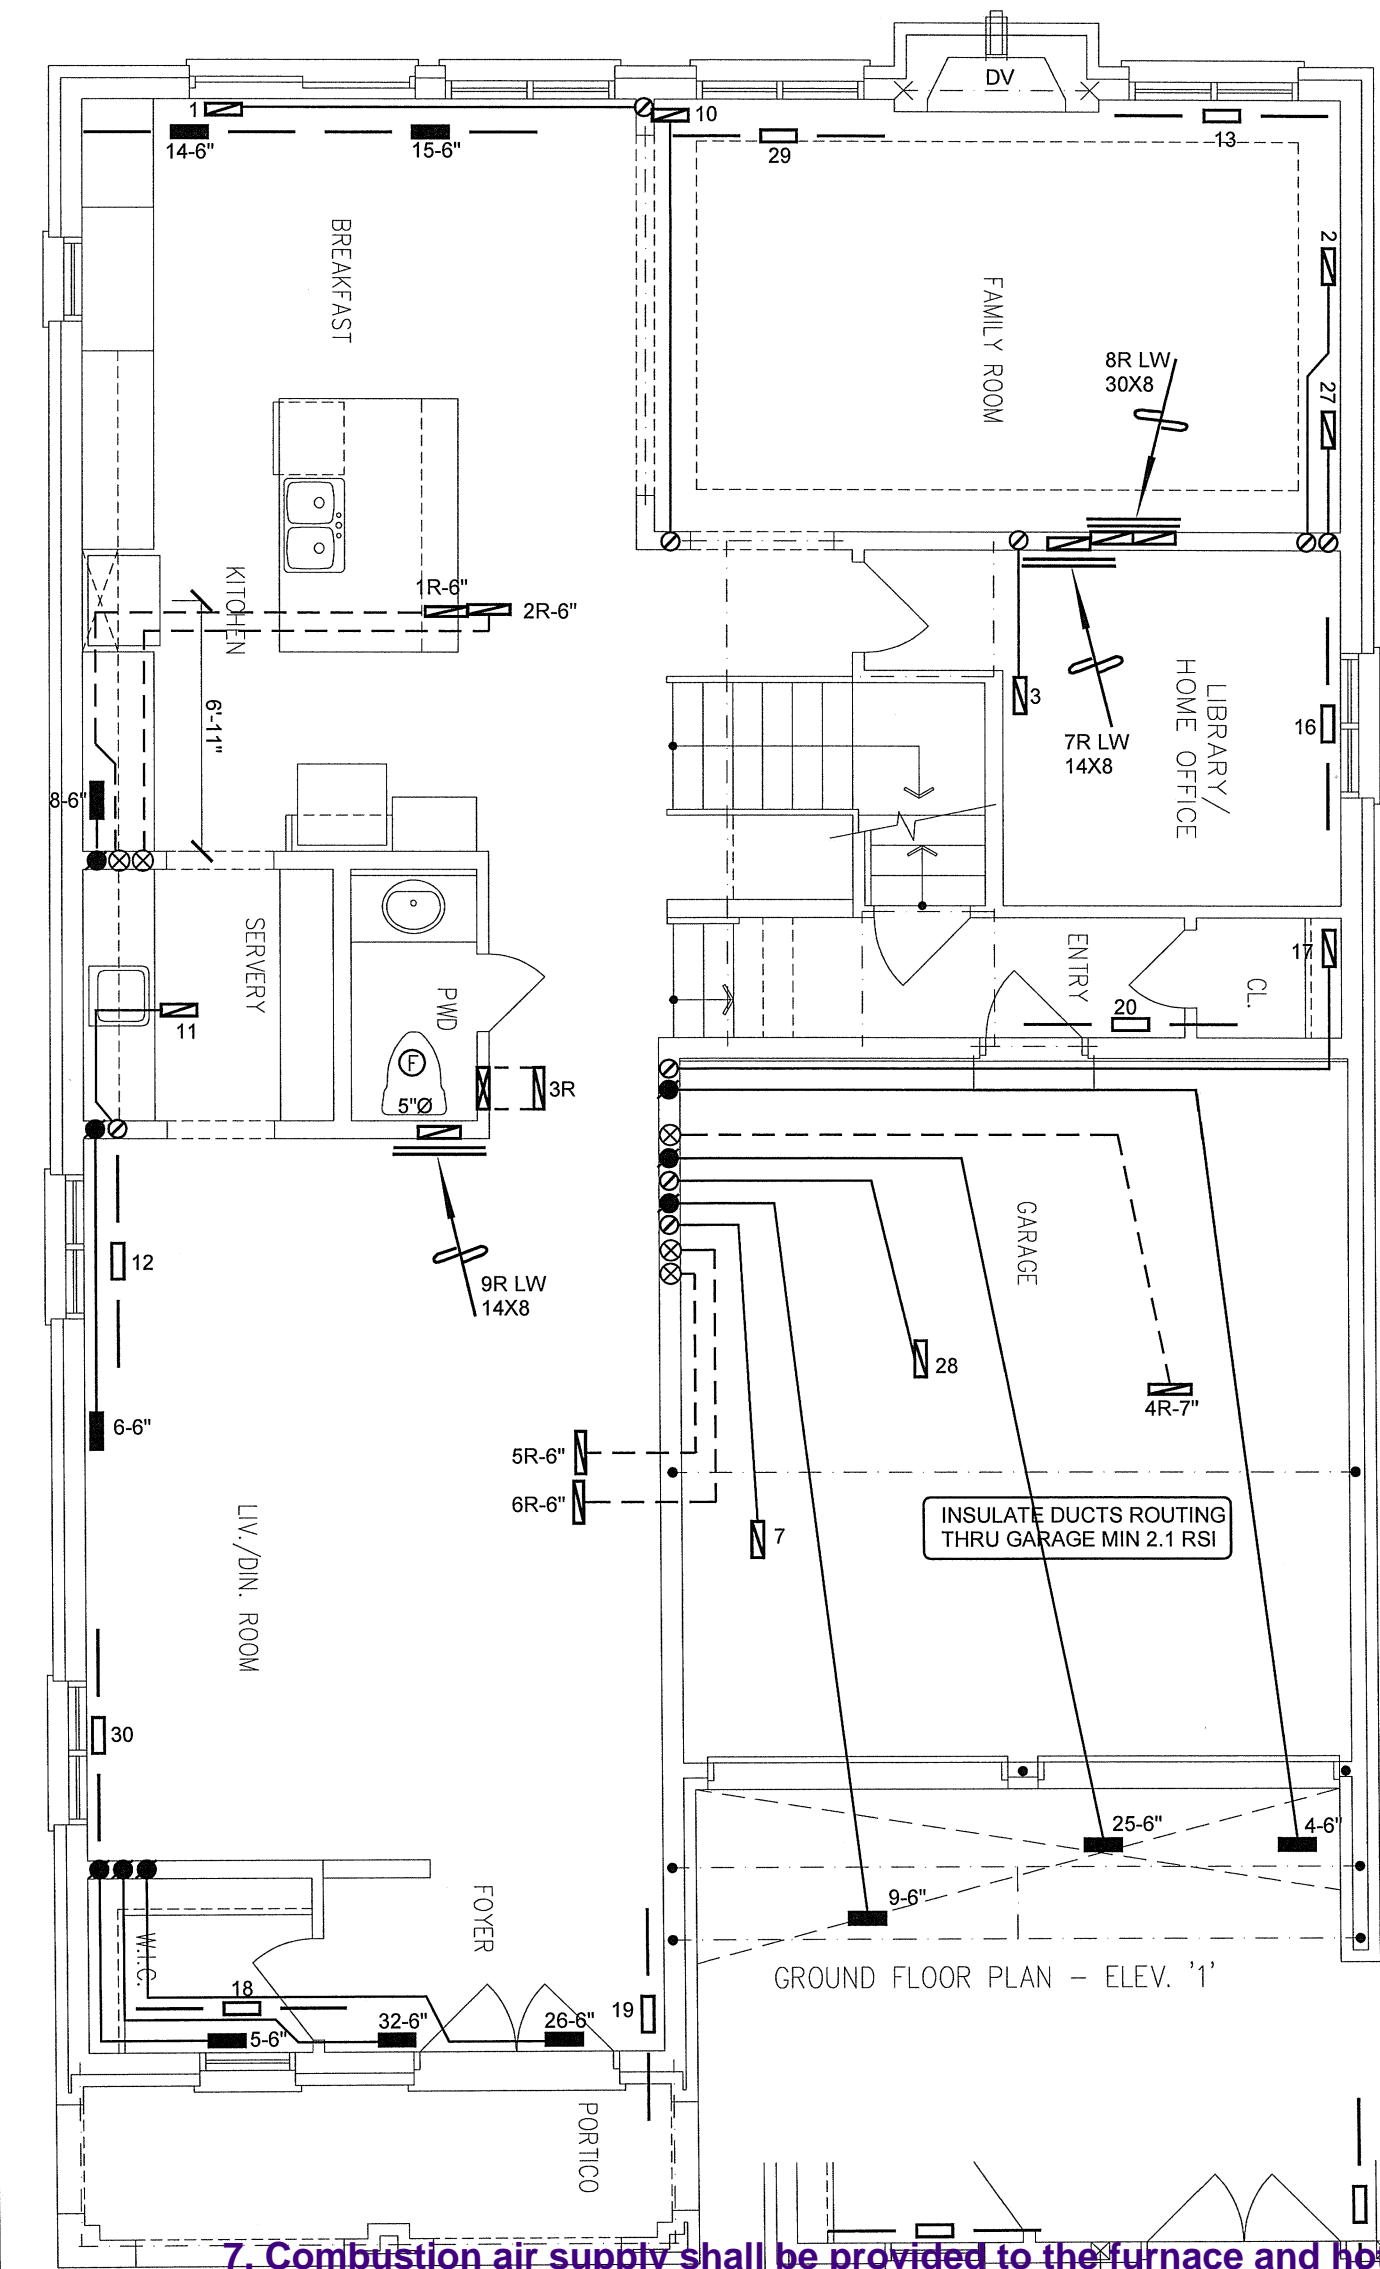 DV
1
10
14-6"
15-6"
29
13
2
BREAKFAST
FAMILY ROOM
8R LW
30X8
27
KITCHEN
1R-6"
2R-6"
6'-11"
3
LIBRARY/
HOME OFFICE
16
7R LW
14X8
8-6"
SERVERY
PWD
ENTRY
CL.
17
11
20
F
5"Ø
3R
12
9R LW
14X8
GARAGE
28
4R-7"
6-6"
5R-6"
6R-6"
7
INSULATE DUCTS ROUTING
THRU GARAGE MIN 2.1 RSI
LIV./DIN. ROOM
30
25-6"
4-6"
9-6"
FOYER
W.I.C.
GROUND FLOOR PLAN - ELEV. '1'
18
19
5-6"
32-6"
26-6"
PORTICO
7. Combustion air supply shall be provided to the furnace and ho